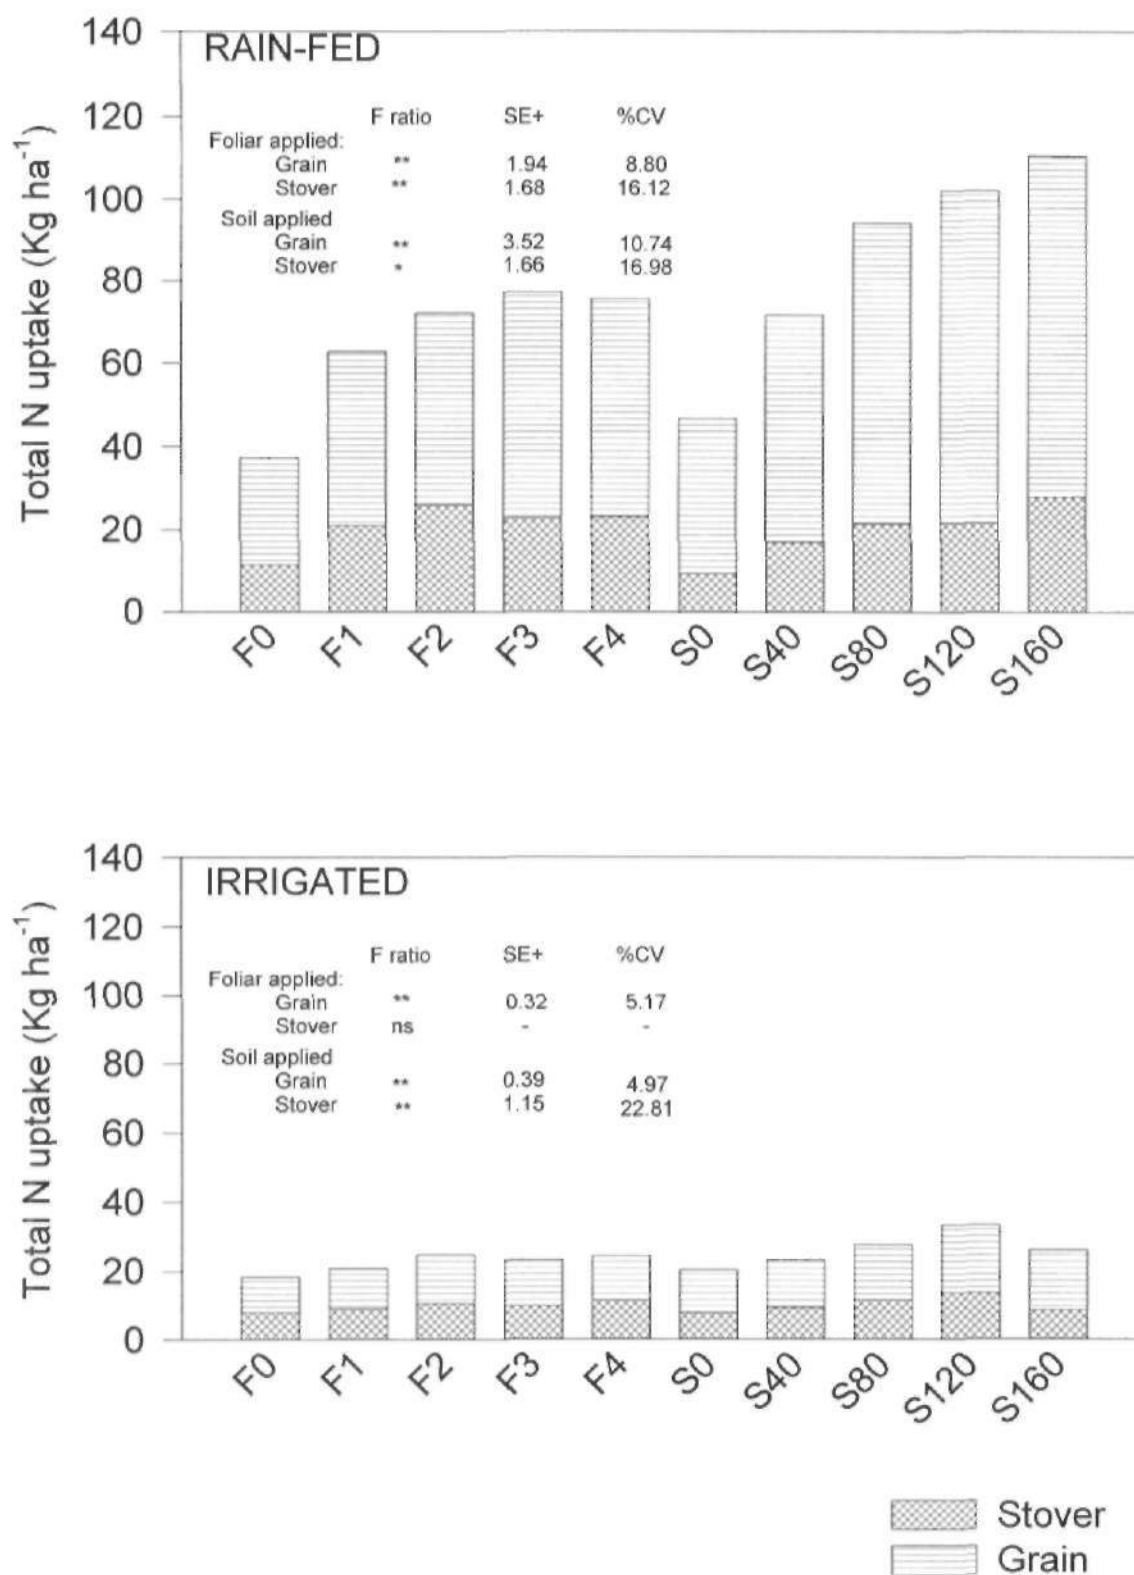 RAIN-FED
Total N uptake (Kg ha⁻¹)
140
120
100
80
60
40
20
0
F ratio SE+ %CV
Foliar applied:
Grain ** 1.94 8.80
Stover ** 1.68 16.12
Soil applied
Grain ** 3.52 10.74
Stover * 1.66 16.98
F0 F1 F2 F3 F4 S0 S40 S80 S120 S160
IRRIGATED
Total N uptake (Kg ha⁻¹)
140
120
100
80
60
40
20
0
F ratio SE+ %CV
Foliar applied:
Grain ** 0.32 5.17
Stover ns - -
Soil applied
Grain ** 0.39 4.97
Stover ** 1.15 22.81
F0 F1 F2 F3 F4 S0 S40 S80 S120 S160
Stover
Grain